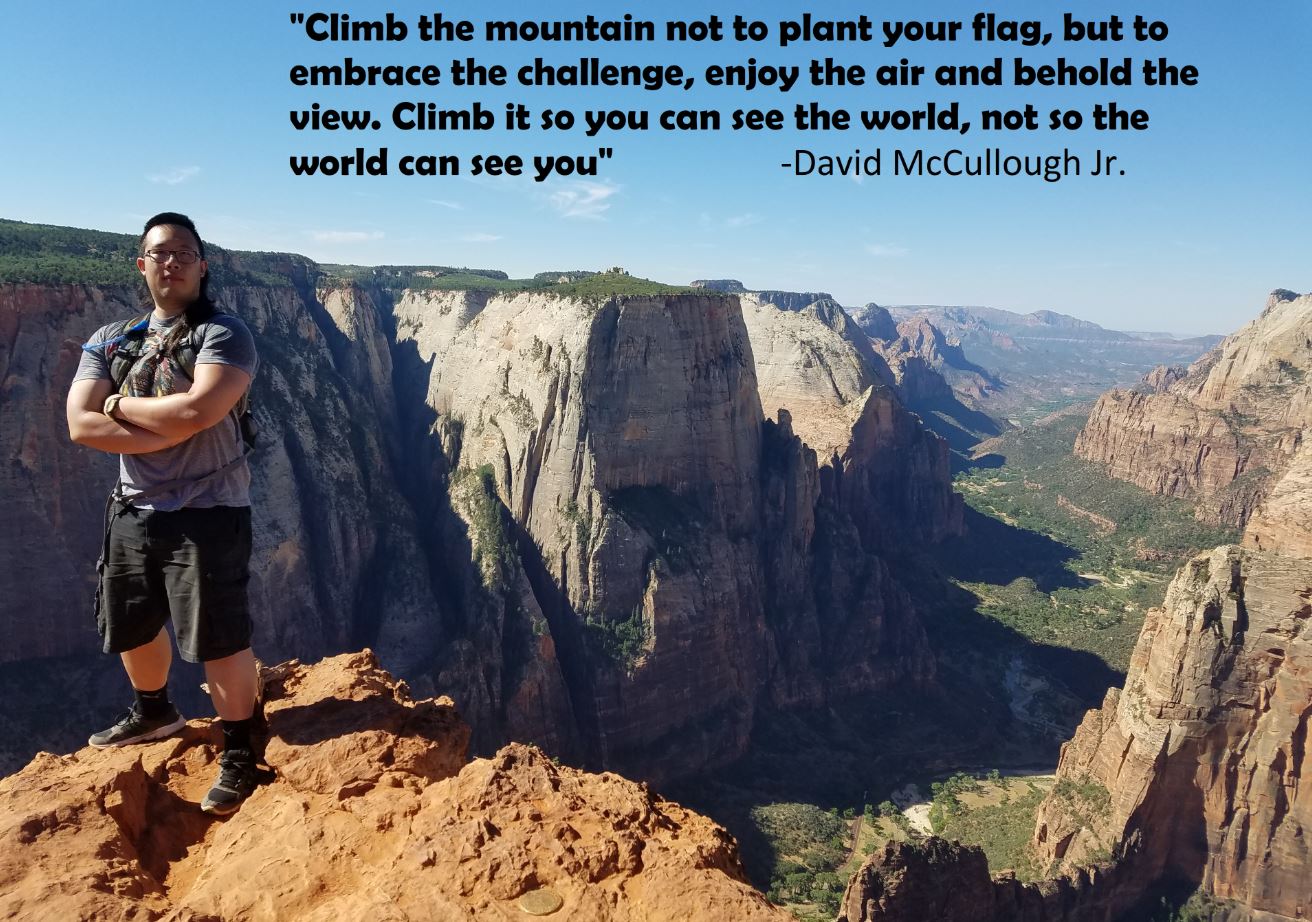 "Climb the mountain not to plant your flag, but to
embrace the challenge, enjoy the air and behold the
view. Climb it so you can see the world, not so the
world can see you" -David McCullough Jr.